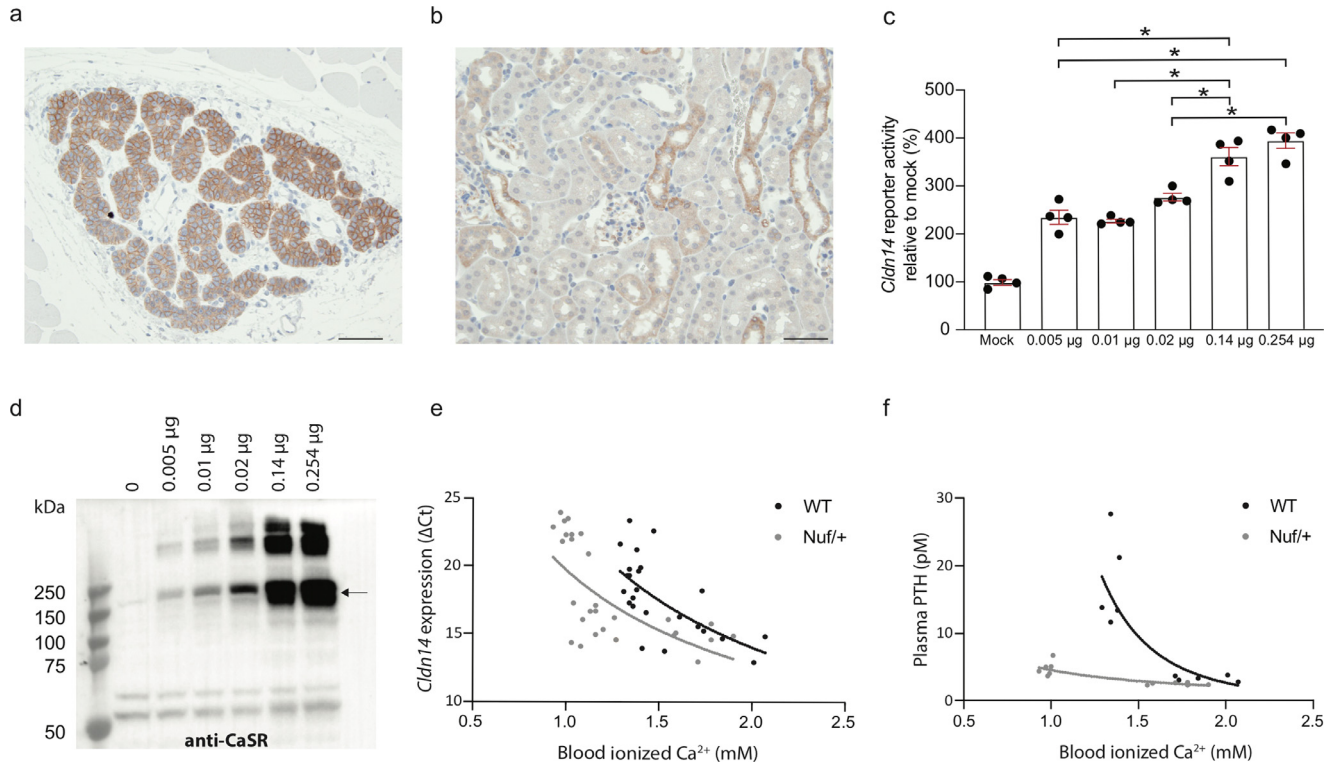 a
b
c
*
*
*
*
*
500
400
300
200
100
0
Cldn14 reporter activity
relative to mock (%)
Mock
0.005 µg
0.01 µg
0.02 µg
0.14 µg
0.254 µg
d
0
0.005 µg
0.01 µg
0.02 µg
0.14 µg
0.254 µg
kDa
250
150
100
75
50
anti-CaSR
e
25
20
15
10
Cldn14 expression (ΔCt)
WT
Nuf/+
0.5
1.0
1.5
2.0
2.5
Blood ionized Ca²⁺ (mM)
f
30
20
10
0
Plasma PTH (pM)
WT
Nuf/+
0.5
1.0
1.5
2.0
2.5
Blood ionized Ca²⁺ (mM)